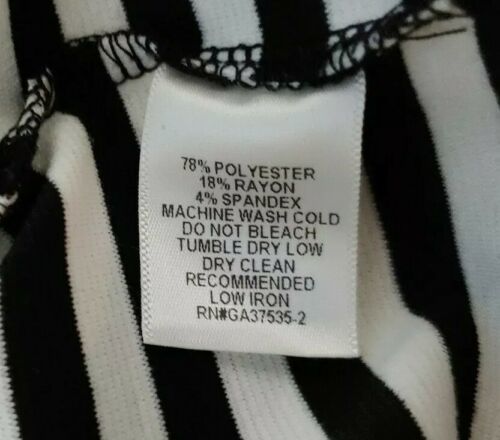 78% POLYESTER
18% RAYON
4% SPANDEX
MACHINE WASH COLD
DO NOT BLEACH
TUMBLE DRY LOW
DRY CLEAN
RECOMMENDED
LOW IRON
RN#GA37535-2